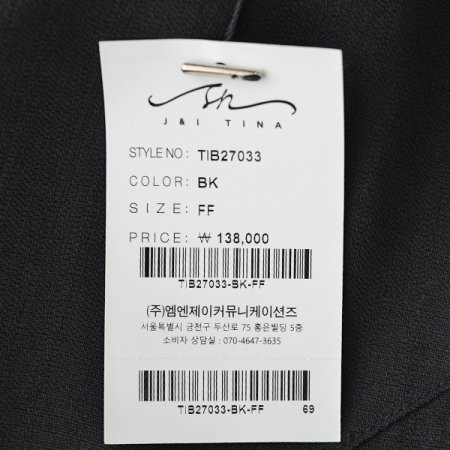 J&I TINA
STYLE NO : TIB27033
COLOR: BK
SIZE: FF
PRICE: ₩ 138,000
TIB27033-BK-FF
(주)엠엔제이커뮤니케이션즈
서울특별시 금천구 두산로 75 홍은빌딩 5층
소비자 상담실 : 070-4647-3635
TIB27033-BK-FF 69